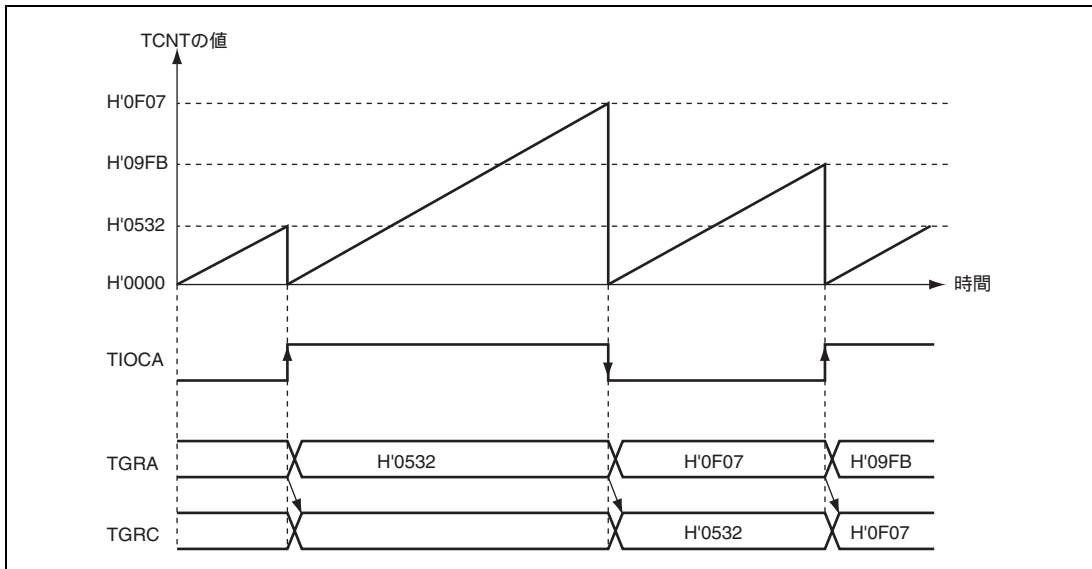 TCNTの値
H'0F07
H'09FB
H'0532
H'0000
時間
TIOCA
TGRA
H'0532
H'0F07
H'09FB
TGRC
H'0532
H'0F07